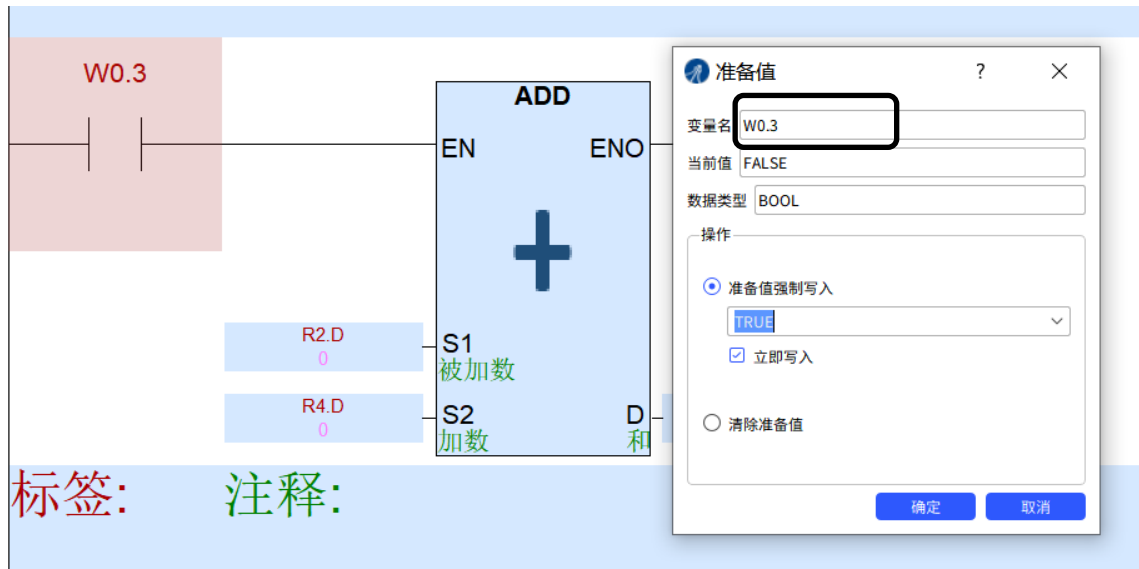 W0.3
ADD
EN
ENO
R2.D
0
S1
被加数
R4.D
0
S2
加数
D
和
标签:
注释:
准备值
?
变量名 W0.3
当前值 FALSE
数据类型 BOOL
操作
准备值强制写入
TRUE
立即写入
清除准备值
确定
取消